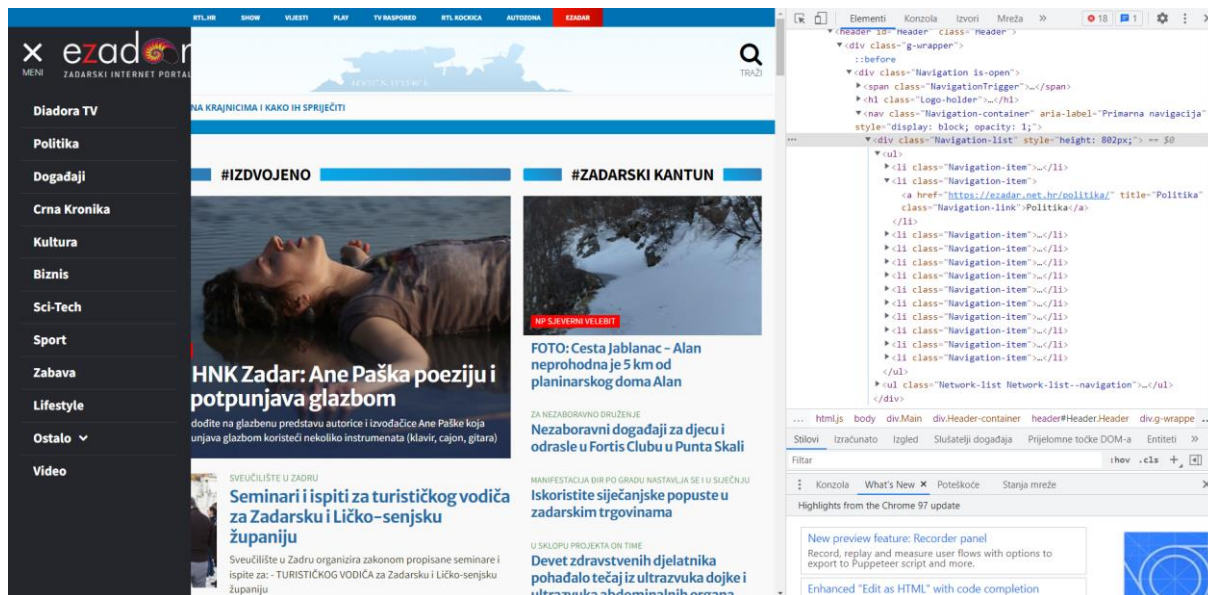 RTL.HR SHOW VIJESTI PLAY TV RASPORED RTL KOCKICA AUTOZONA EZADAR
MENI
ezadar
ZADARSKI INTERNET PORTAL
TRAŽI
Diadora TV
Politika
Događaji
Crna Kronika
Kultura
Biznis
Sci-Tech
Sport
Zabava
Lifestyle
Ostalo
Video
NA KRAJNICIMA I KAKO IH SPRIJEČITI
#IZDVOJENO
HNK Zadar: Ane Paška poeziju i
potpunjava glazbom
dođite na glazbenu predstavu autorice i izvođačice Ane Paške koja
unjava glazbom koristeći nekoliko instrumenata (klavir, cajon, gitara)
SVEUČILIŠTE U ZADRU
Seminari i ispiti za turističkog vodiča
za Zadarsku i Ličko-senjsku
županiju
Sveučilište u Zadru organizira zakonom propisane seminare i
ispite za: - TURISTIČKOG VODIČA za Zadarsku i Ličko-senjsku
županiju
#ZADARSKI KANTUN
NP SJEVERNI VELEBIT
FOTO: Cesta Jablanac – Alan
neprohodna je 5 km od
planinarskog doma Alan
ZA NEZABORAVNO DRUŽENJE
Nezaboravni događaji za djecu i
odrasle u Fortis Clubu u Punta Skali
MANIFESTACIJA ĐIR PO GRADU NASTAVLJA SE I U SIJEČNJU
Iskoristite siječanjske popuste u
zadarskim trgovinama
U SKLOPU PROJEKTA ON TIME
Devet zdravstvenih djelatnika
pohađalo tečaj iz ultrazvuka dojke i
ultrazvuka abdominalnih organa
Elementi Konzola Izvori Mreža » 18 1
<header id="Header" class="Header">
<div class="g-wrapper">
::before
<div class="Navigation is-open">
<span class="NavigationTrigger">…</span>
<h1 class="Logo-holder">…</h1>
<nav class="Navigation-container" aria-label="Primarna navigacija"
style="display: block; opacity: 1;">
<div class="Navigation-list" style="height: 802px;"> == $0
<ul>
<li class="Navigation-item">…</li>
<li class="Navigation-item">
<a href="https://ezadar.net.hr/politika/" title="Politika"
class="Navigation-link">Politika</a>
</li>
<li class="Navigation-item">…</li>
<li class="Navigation-item">…</li>
<li class="Navigation-item">…</li>
<li class="Navigation-item">…</li>
<li class="Navigation-item">…</li>
<li class="Navigation-item">…</li>
<li class="Navigation-item">…</li>
<li class="Navigation-item">…</li>
<li class="Navigation-item">…</li>
<li class="Navigation-item">…</li>
</ul>
<ul class="Network-list Network-list--navigation">…</ul>
</div>
... html.js body div.Main div.Header-container header#Header.Header div.g-wrappe ...
Stilovi Izračunato Izgled Slušatelji događaja Prijelomne točke DOM-a Entiteti »
Filtar :hov .cls +
Konzola What's New × Poteškoće Stanja mreže
Highlights from the Chrome 97 update
New preview feature: Recorder panel
Record, replay and measure user flows with options to
export to Puppeteer script and more.
Enhanced "Edit as HTML" with code completion